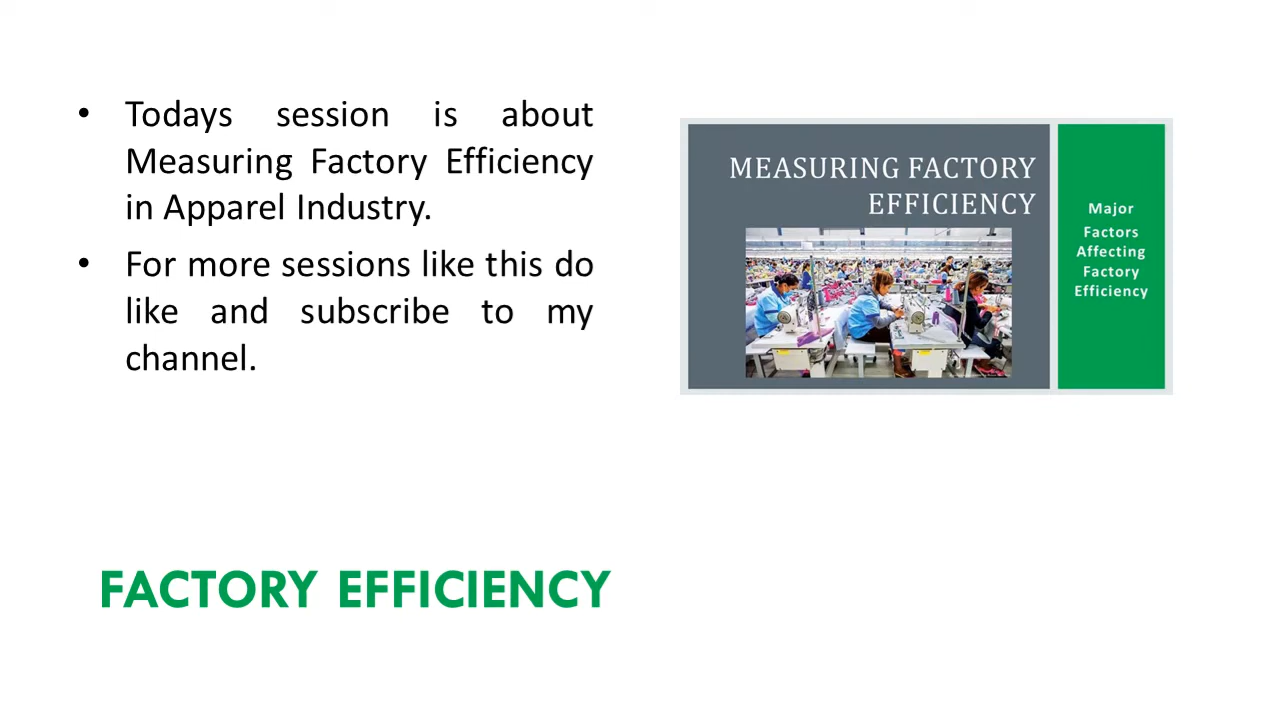 • Todays session is about
Measuring Factory Efficiency
in Apparel Industry.
• For more sessions like this do
like and subscribe to my
channel.
MEASURING FACTORY
EFFICIENCY
Major
Factors
Affecting
Factory
Efficiency
FACTORY EFFICIENCY